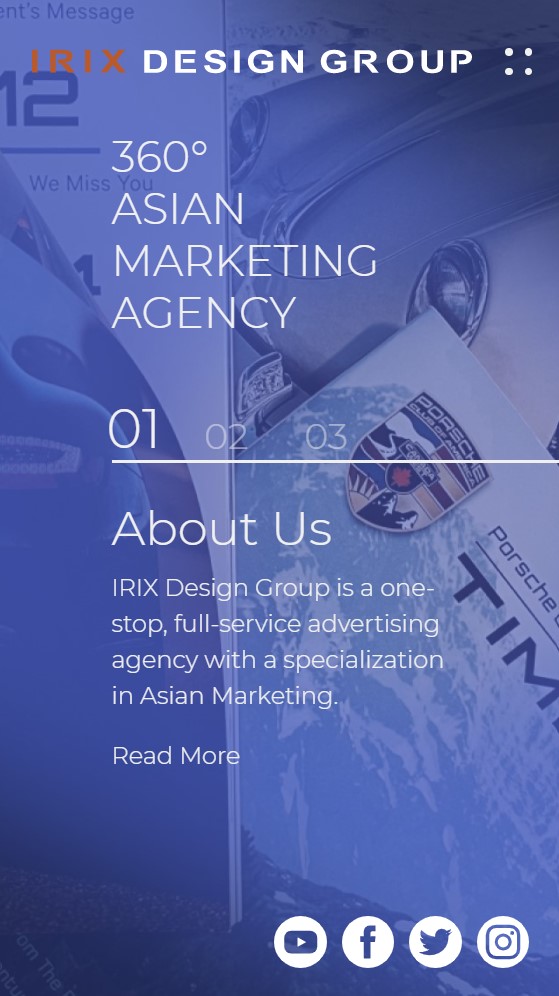 ent's Message
IRIX DESIGN GROUP
M2
360°
We Miss You
ASIAN
MARKETING
AGENCY
01 02 03
PORSCHE
About Us
Porsche
TIM
IRIX Design Group is a one-
stop, full-service advertising
agency with a specialization
in Asian Marketing.
Read More